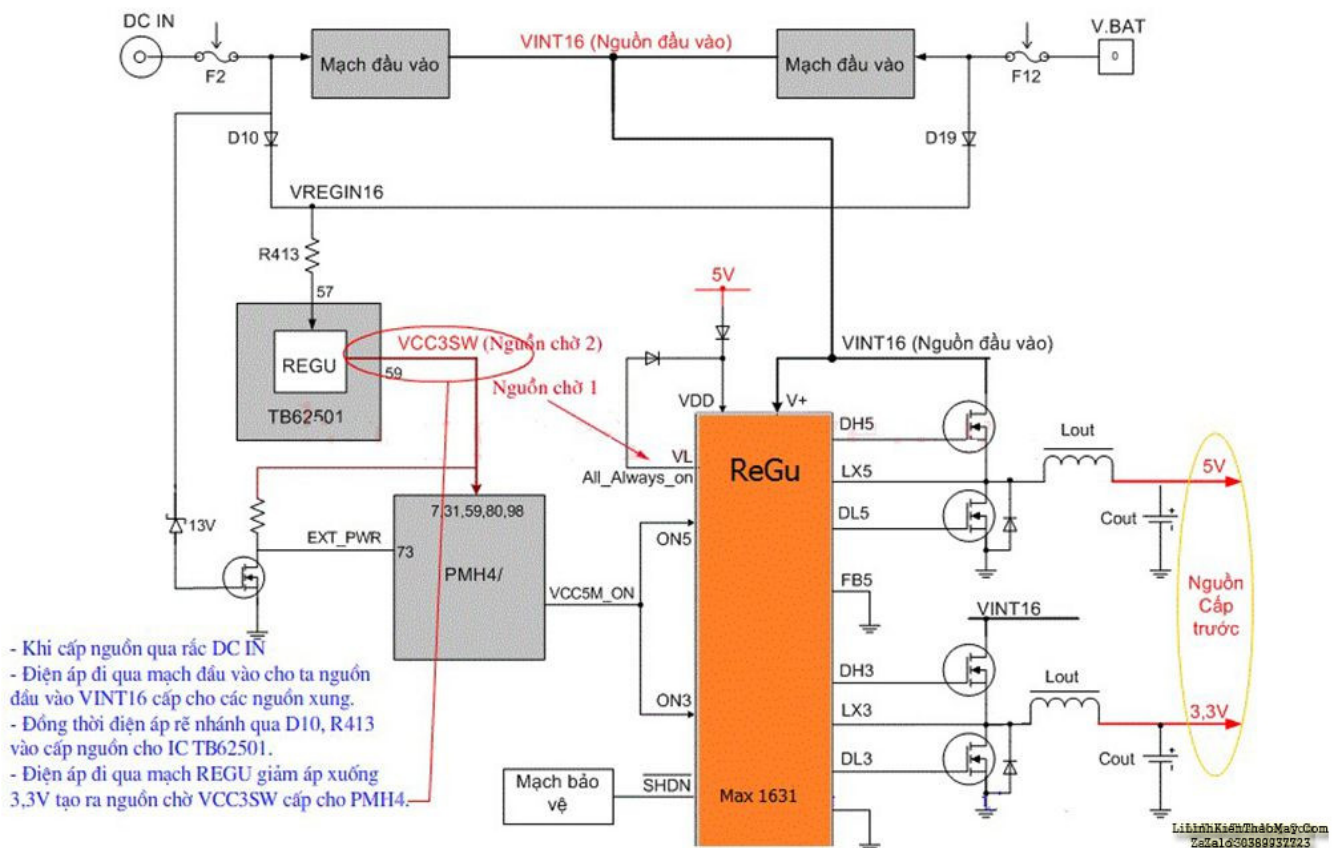 DC IN
F2
Mạch đầu vào
VINT16 (Nguồn đầu vào)
Mạch đầu vào
F12
V.BAT
0
D10
D19
VREGIN16
R413
57
REGU
TB62501
59
VCC3SW (Nguồn chờ 2)
Nguồn chờ 1
5V
VDD
V+
VINT16 (Nguồn đầu vào)
VL
All_Always_on
ReGu
DH5
LX5
DL5
FB5
DH3
LX3
DL3
ON5
ON3
SHDN
Max 1631
Lout
5V
Cout
VINT16
Lout
3,3V
Cout
Nguồn
Cấp
trước
13V
EXT_PWR
73
7,31,59,80,98
PMH4/
VCC5M_ON
Mạch bảo
vệ
- Khi cấp nguồn qua rắc DC IN
- Điện áp đi qua mạch đầu vào cho ta nguồn
đầu vào VINT16 cấp cho các nguồn xung.
- Đồng thời điện áp rẽ nhánh qua D10, R413
vào cấp nguồn cho IC TB62501.
- Điện áp đi qua mạch REGU giảm áp xuống
3,3V tạo ra nguồn chờ VCC3SW cấp cho PMH4.